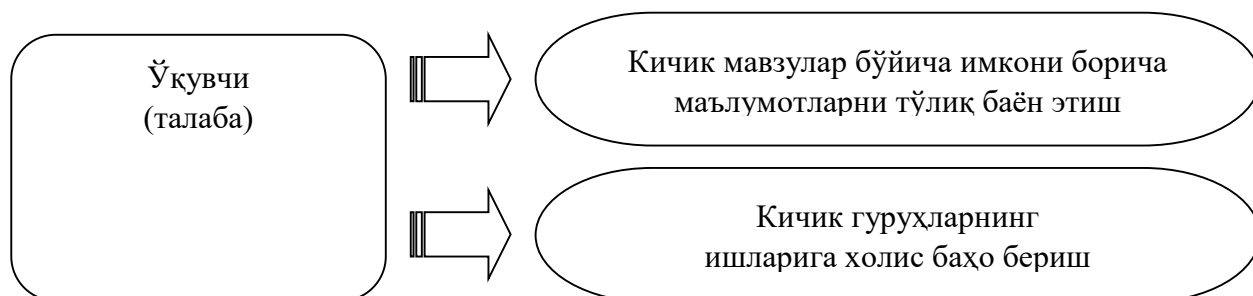 Ўқувчи
(талаба)
Кичик мавзулар бўйича имкони борича
маълумотларни тўлиқ баён этиш
Кичик гуруҳларнинг
ишларига холис баҳо бериш